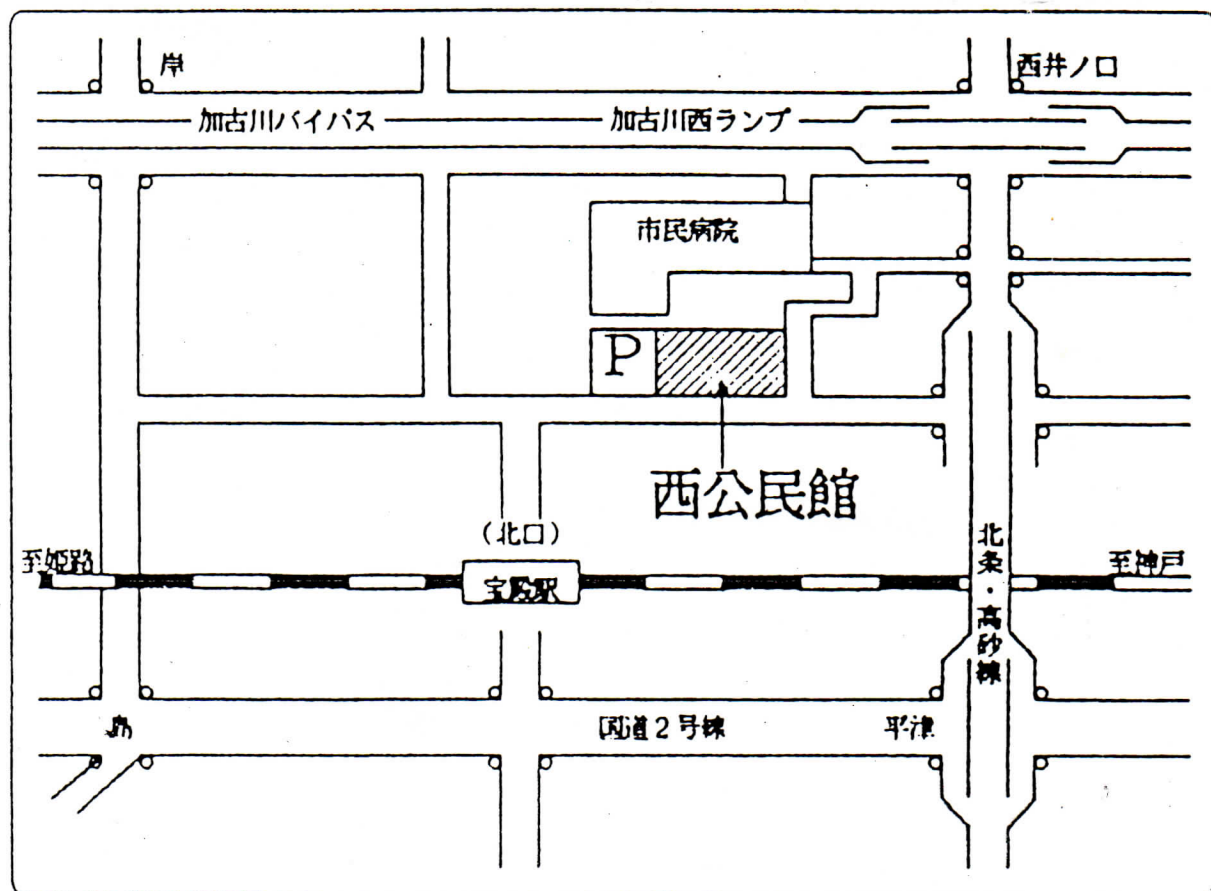 岸
西井ノ口
加古川バイパス
加古川西ランプ
市民病院
P
西公民館
(北口)
至姫路
宝殿駅
至神戸
北条・高砂線
島
国道2号線
平津